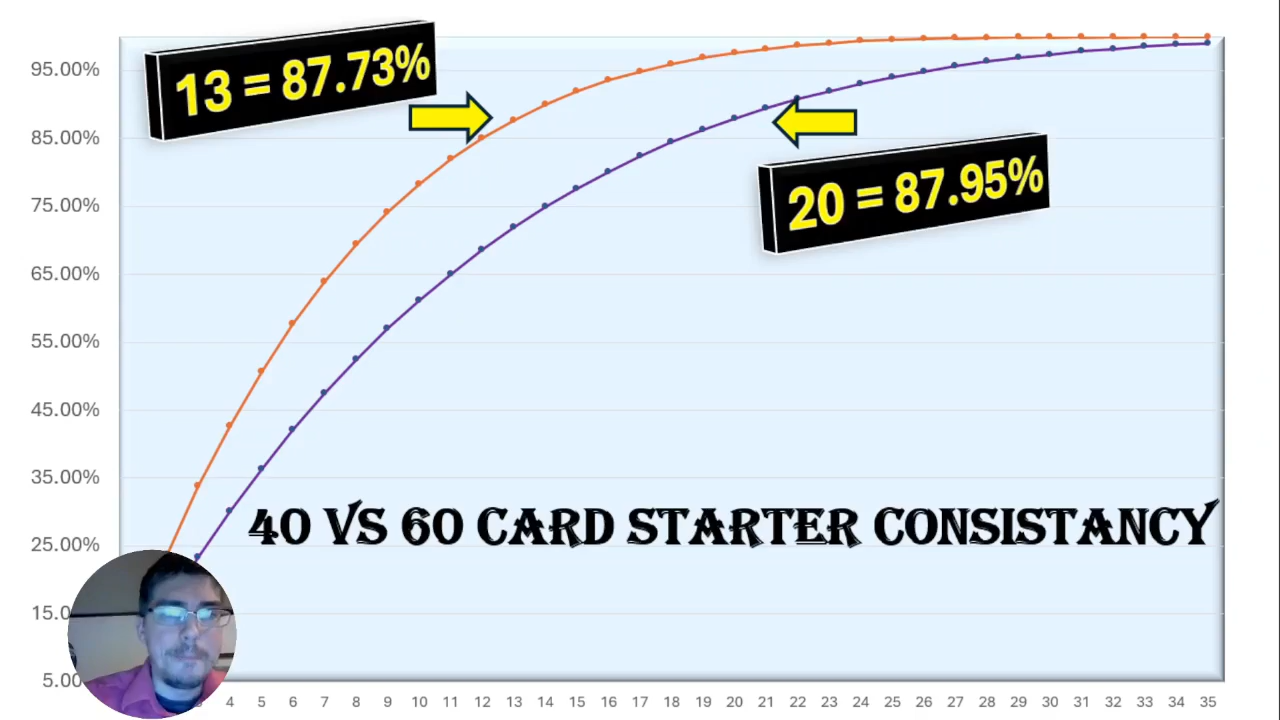 13 = 87.73%
20 = 87.95%
95.00%
85.00%
75.00%
65.00%
55.00%
45.00%
35.00%
25.00%
40 VS 60 CARD STARTER CONSISTANCY
4 5 6 7 8 9 10 11 12 13 14 15 16 17 18 19 20 21 22 23 24 25 26 27 28 29 30 31 32 33 34 35